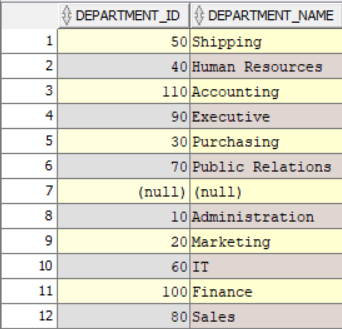 DEPARTMENT_ID DEPARTMENT_NAME
1 50 Shipping
2 40 Human Resources
3 110 Accounting
4 90 Executive
5 30 Purchasing
6 70 Public Relations
7 (null) (null)
8 10 Administration
9 20 Marketing
10 60 IT
11 100 Finance
12 80 Sales